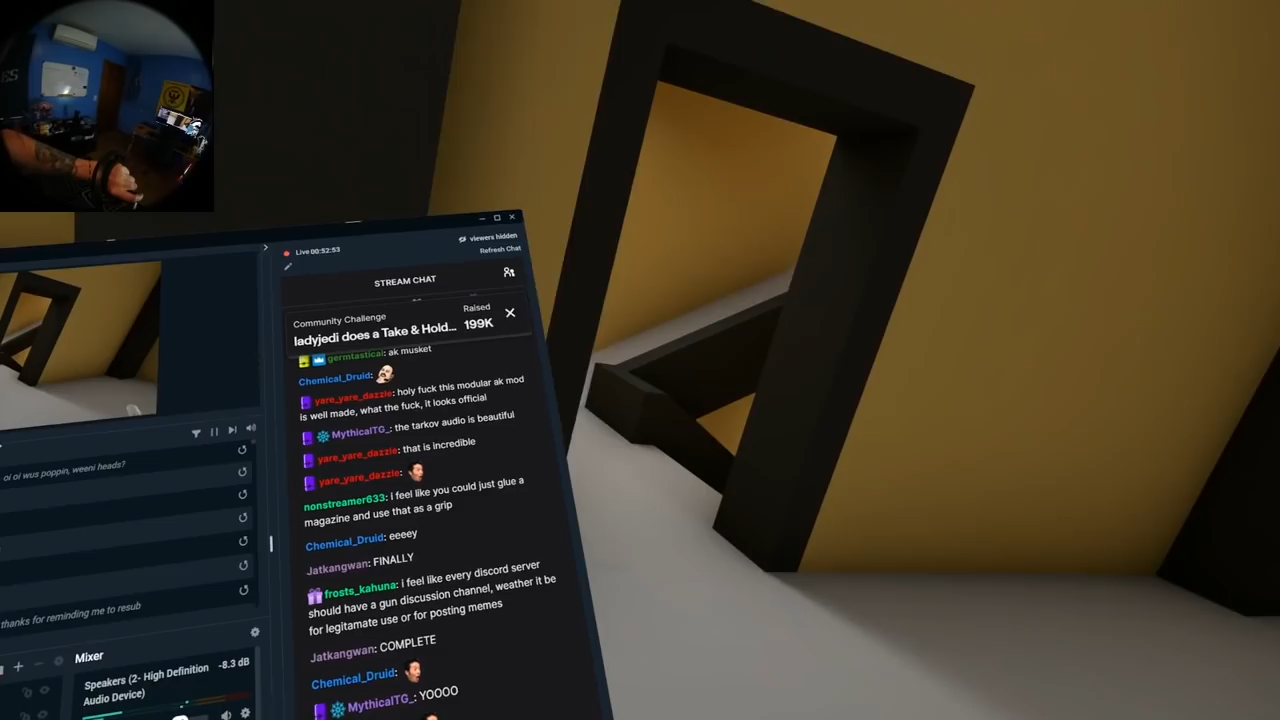 ES
Live 00:52:53
viewers hidden
Refresh Chat
STREAM CHAT
Community Challenge
Raised
ladyjedi does a Take & Hold...
199K
germtastical: ak musket
Chemical_Druid:
yare_yare_dazzle: holy fuck this modular ak mod
is well made, what the fuck, it looks official
MythicalTG_: the tarkov audio is beautiful
yare_yare_dazzle: that is incredible
yare_yare_dazzle:
nonstreamer633: i feel like you could just glue a
magazine and use that as a grip
Chemical_Druid: eeeey
Jatkangwan: FINALLY
frosts_kahuna: i feel like every discord server
should have a gun discussion channel, weather it be
for legitamate use or for posting memes
Jatkangwan: COMPLETE
Chemical_Druid:
MythicalTG_: YOOOO
oi oi wus poppin, weeni heads?
thanks for reminding me to resub
Mixer
Speakers (2- High Definition
Audio Device)
-8.3 dB